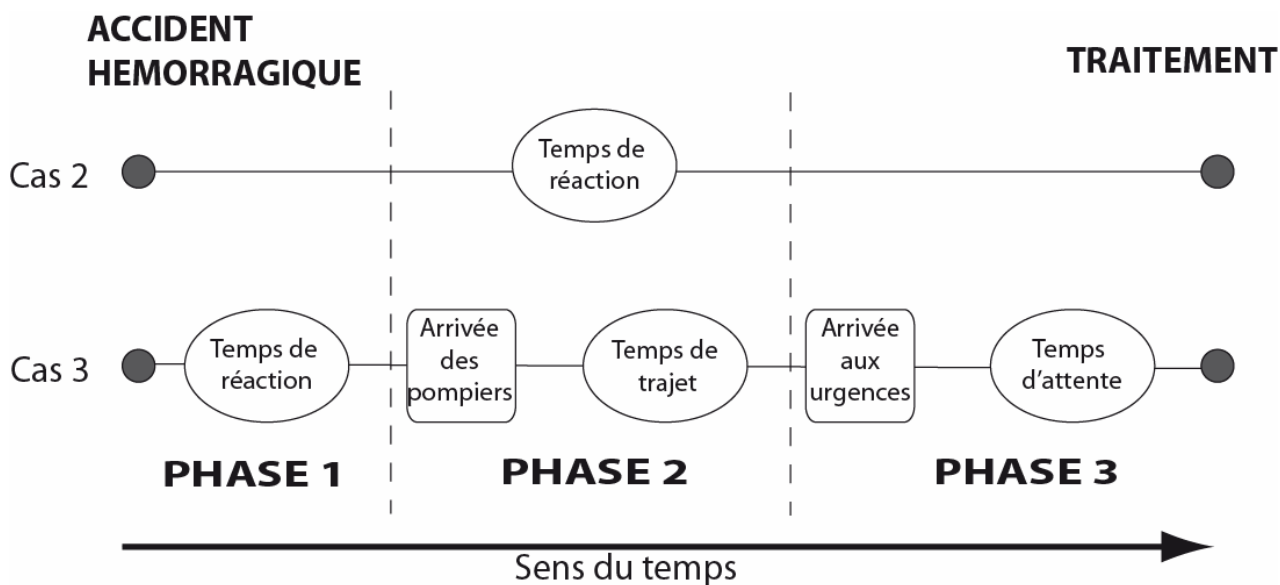 ACCIDENT
HEMORRAGIQUE
TRAITEMENT
Cas 2
Temps de
réaction
Cas 3
Temps de
réaction
Arrivée
des
pompiers
Temps de
trajet
Arrivée
aux
urgences
Temps
d'attente
PHASE 1
PHASE 2
PHASE 3
Sens du temps